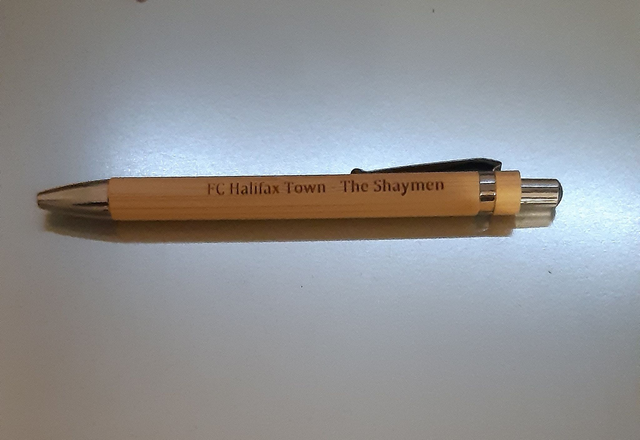 FC Halifax Town - The Shaymen